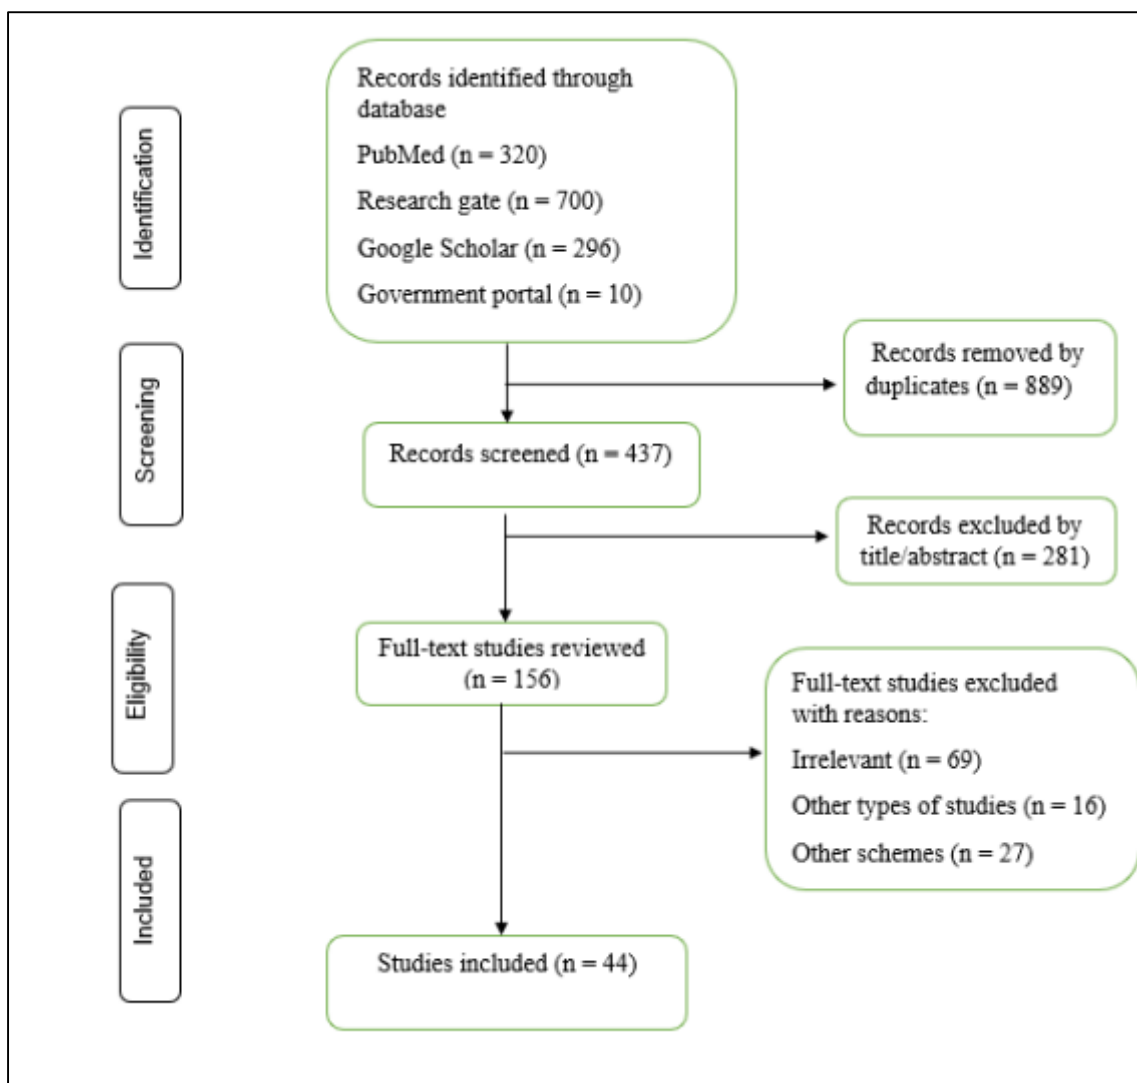 Identification
Records identified through
database
PubMed (n = 320)
Research gate (n = 700)
Google Scholar (n = 296)
Government portal (n = 10)
Records removed by
duplicates (n = 889)
Screening
Records screened (n = 437)
Records excluded by
title/abstract (n = 281)
Eligibility
Full-text studies reviewed
(n = 156)
Full-text studies excluded
with reasons:
Irrelevant (n = 69)
Other types of studies (n = 16)
Other schemes (n = 27)
Included
Studies included (n = 44)